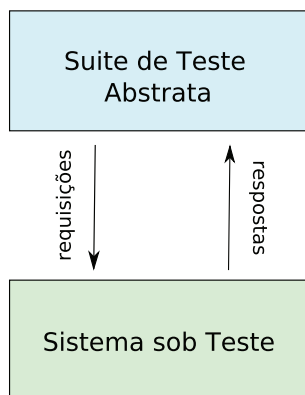 Suite de Teste
Abstrata
requisições
respostas
Sistema sob Teste